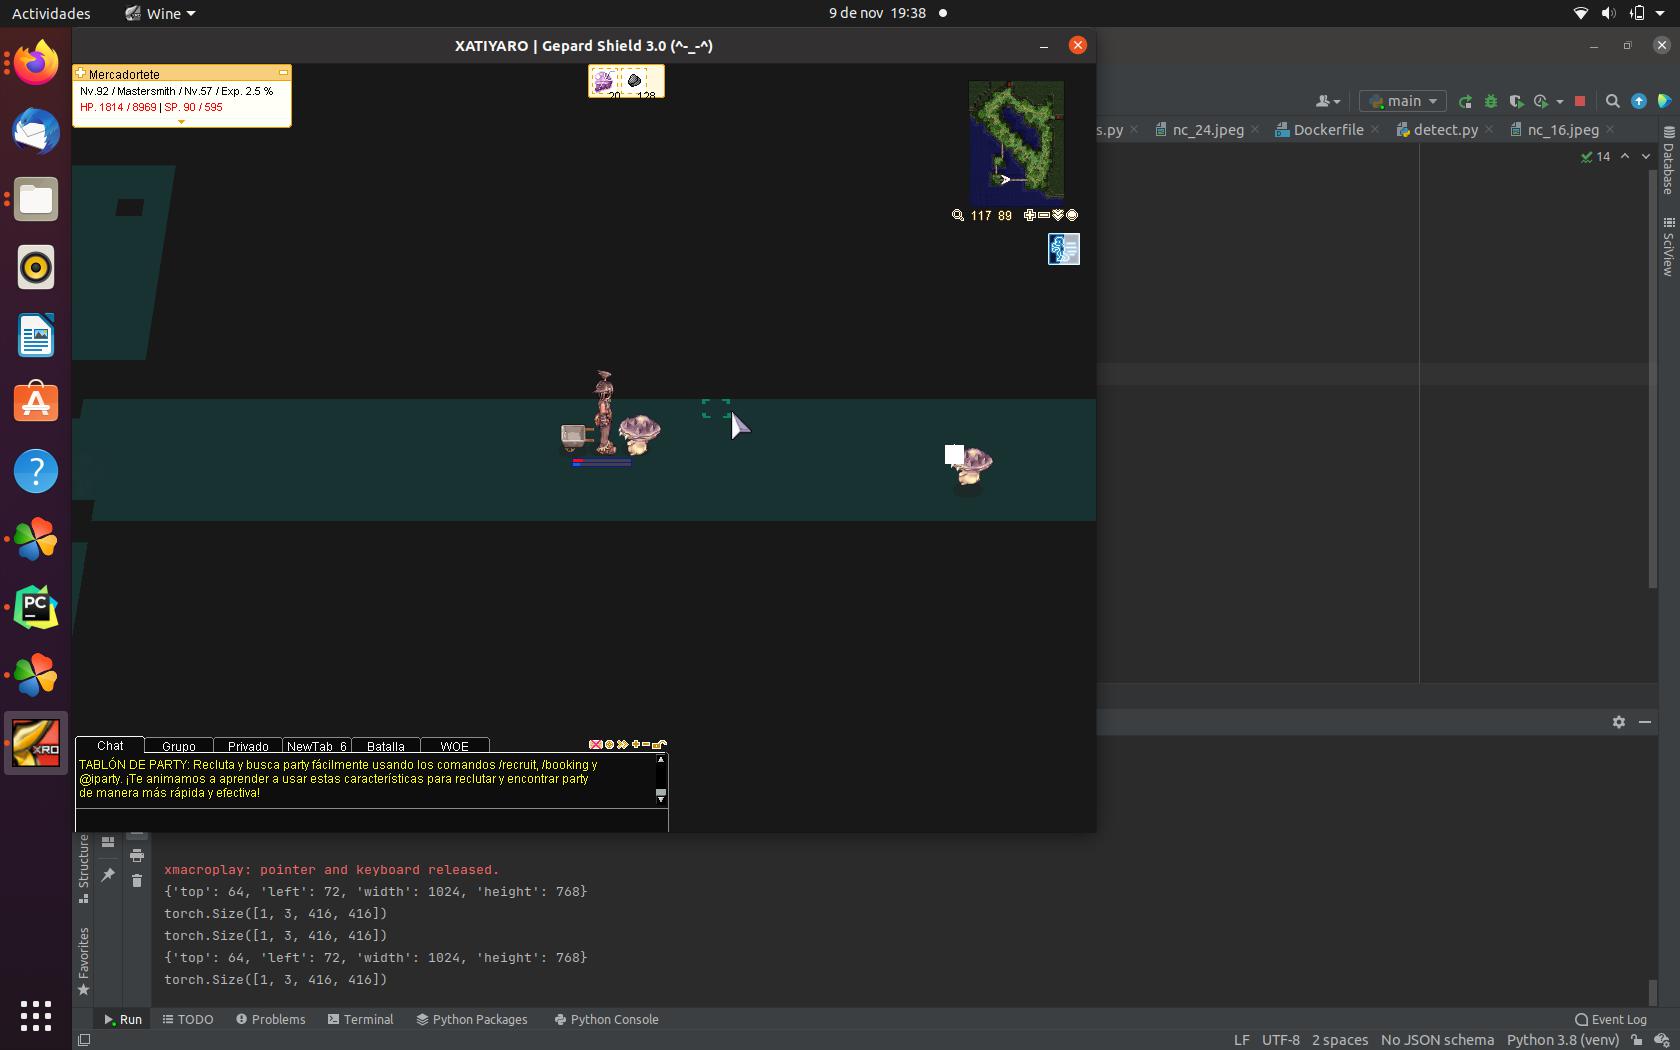 Actividades
Wine
9 de nov 19:38
XATIYARO | Gepard Shield 3.0 (^-_-^)
Mercadortete
Nv.92 / Mastersmith / Nv.57 / Exp. 2.5 %
HP. 1814 / 8969 | SP. 90 / 595
20 128
117 89
main
s.py
nc_24.jpeg
Dockerfile
detect.py
nc_16.jpeg
14
Database
SciView
PC
XRO
Chat
Grupo
Privado
NewTab_6
Batalla
WOE
TABLÓN DE PARTY: Recluta y busca party fácilmente usando los comandos /recruit, /booking y
@iparty. ¡Te animamos a aprender a usar estas características para reclutar y encontrar party
de manera más rápida y efectiva!
Structure
Favorites
xmacroplay: pointer and keyboard released.
{'top': 64, 'left': 72, 'width': 1024, 'height': 768}
torch.Size([1, 3, 416, 416])
torch.Size([1, 3, 416, 416])
{'top': 64, 'left': 72, 'width': 1024, 'height': 768}
torch.Size([1, 3, 416, 416])
Run
TODO
Problems
Terminal
Python Packages
Python Console
Event Log
LF UTF-8 2 spaces No JSON schema Python 3.8 (venv)